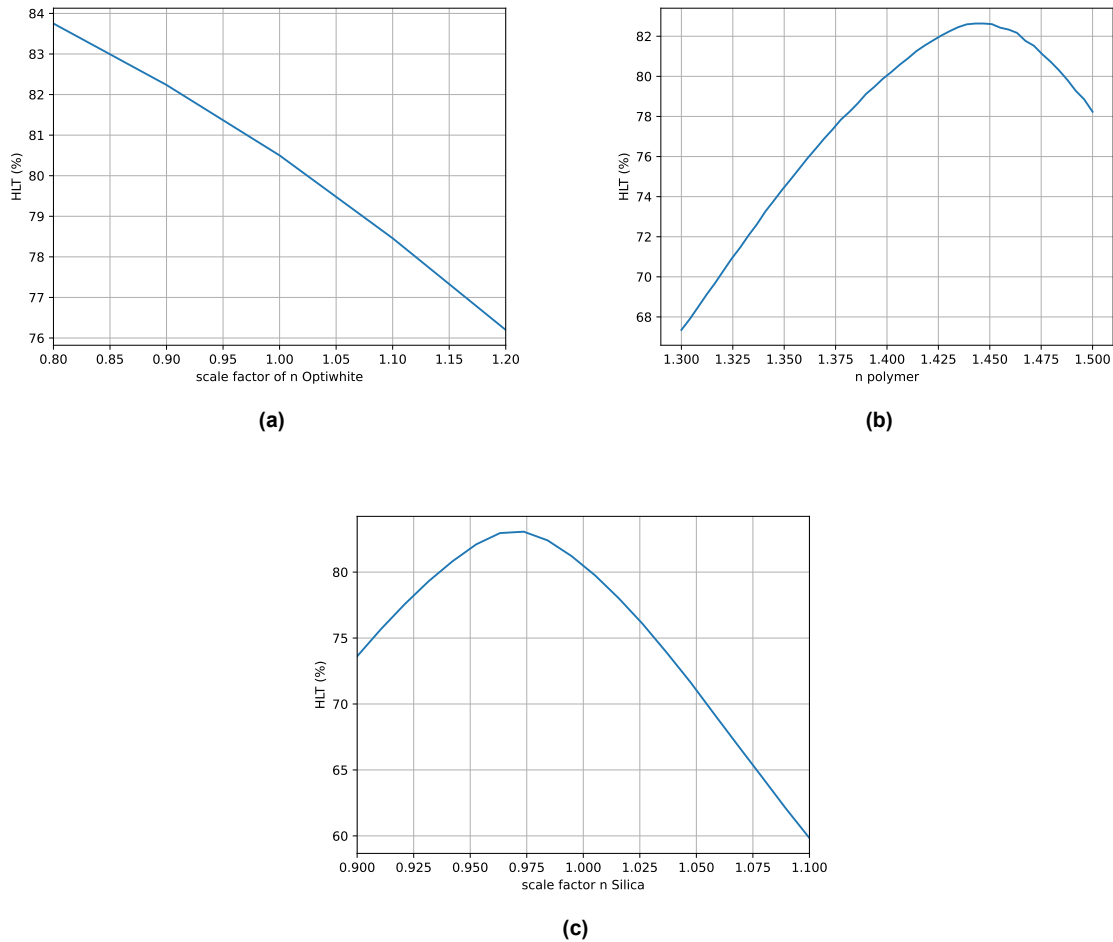 84
83
82
81
80
79
78
77
76
HLT (%)
0.80 0.85 0.90 0.95 1.00 1.05 1.10 1.15 1.20
scale factor of n Optiwhite
(a)
82
80
78
76
74
72
70
68
HLT (%)
1.300 1.325 1.350 1.375 1.400 1.425 1.450 1.475 1.500
n polymer
(b)
80
75
70
65
60
HLT (%)
0.900 0.925 0.950 0.975 1.000 1.025 1.050 1.075 1.100
scale factor n Silica
(c)